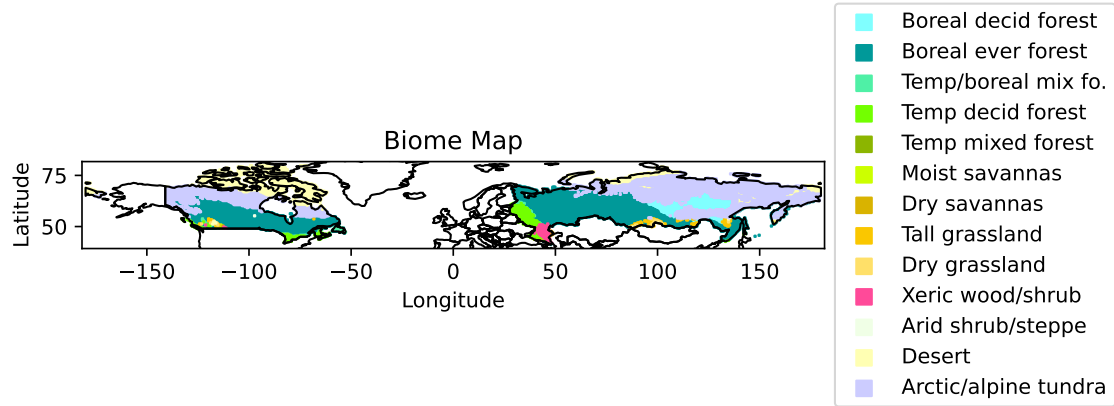 Biome Map
Latitude
75
50
−150
−100
−50
0
50
100
150
Longitude
Boreal decid forest
Boreal ever forest
Temp/boreal mix fo.
Temp decid forest
Temp mixed forest
Moist savannas
Dry savannas
Tall grassland
Dry grassland
Xeric wood/shrub
Arid shrub/steppe
Desert
Arctic/alpine tundra